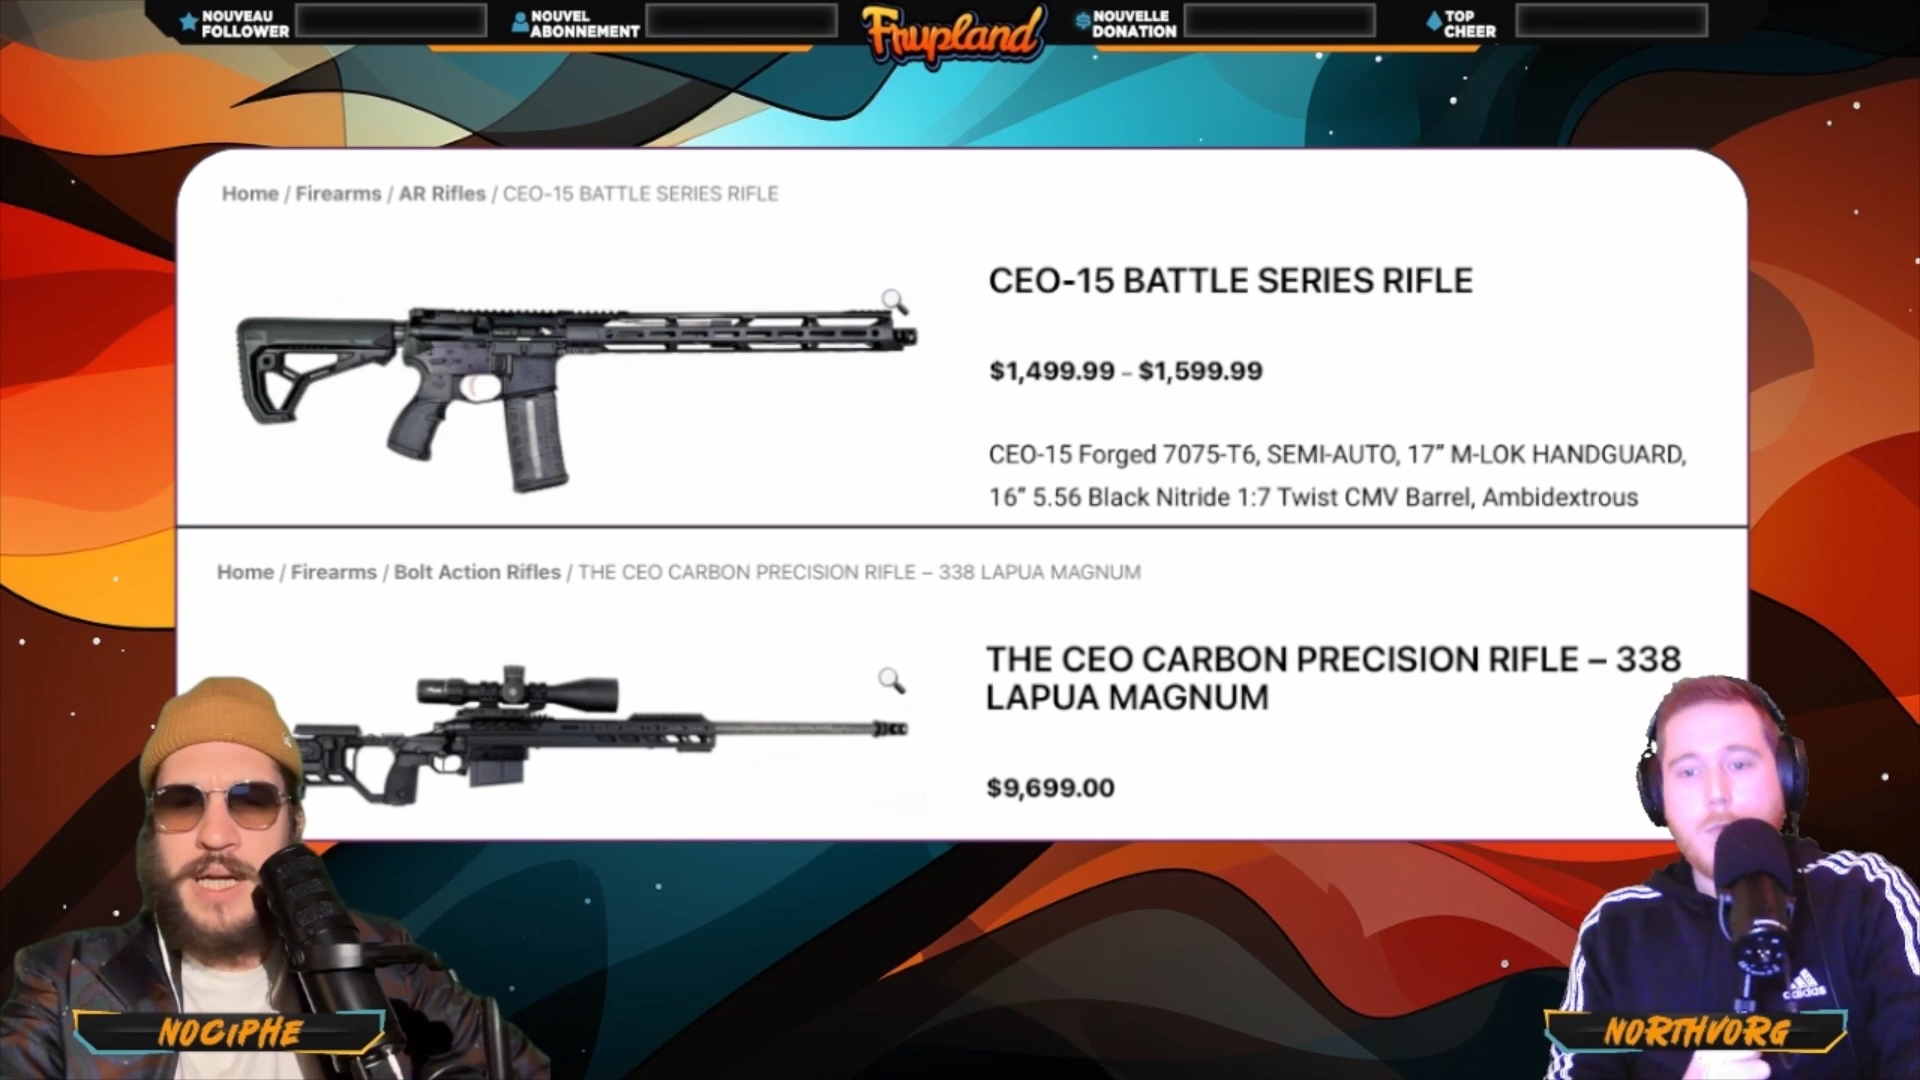 NOUVEAU
FOLLOWER
NOUVEL
ABONNEMENT
Frupland
NOUVELLE
DONATION
TOP
CHEER
Home / Firearms / AR Rifles / CEO-15 BATTLE SERIES RIFLE
CEO-15 BATTLE SERIES RIFLE
$1,499.99 – $1,599.99
CEO-15 Forged 7075-T6, SEMI-AUTO, 17” M-LOK HANDGUARD,
16” 5.56 Black Nitride 1:7 Twist CMV Barrel, Ambidextrous
Home / Firearms / Bolt Action Rifles / THE CEO CARBON PRECISION RIFLE – 338 LAPUA MAGNUM
THE CEO CARBON PRECISION RIFLE – 338
LAPUA MAGNUM
$9,699.00
adidas
NOCiPHE
NORTHVORG